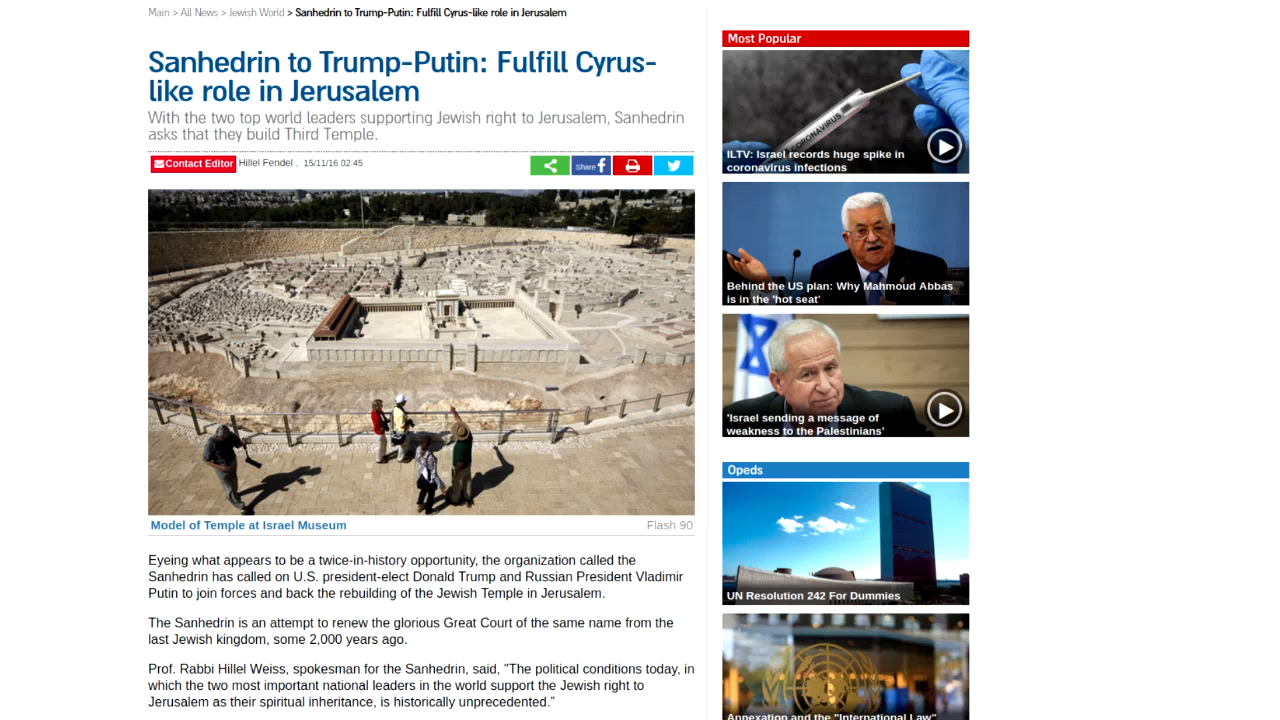 Main > All News > Jewish World > Sanhedrin to Trump-Putin: Fulfill Cyrus-like role in Jerusalem
Sanhedrin to Trump-Putin: Fulfill Cyrus-
like role in Jerusalem
With the two top world leaders supporting Jewish right to Jerusalem, Sanhedrin
asks that they build Third Temple.
Contact Editor Hillel Fendel , 15/11/16 02:45
Share
Model of Temple at Israel Museum
Flash 90
Eyeing what appears to be a twice-in-history opportunity, the organization called the
Sanhedrin has called on U.S. president-elect Donald Trump and Russian President Vladimir
Putin to join forces and back the rebuilding of the Jewish Temple in Jerusalem.
The Sanhedrin is an attempt to renew the glorious Great Court of the same name from the
last Jewish kingdom, some 2,000 years ago.
Prof. Rabbi Hillel Weiss, spokesman for the Sanhedrin, said, "The political conditions today, in
which the two most important national leaders in the world support the Jewish right to
Jerusalem as their spiritual inheritance, is historically unprecedented.”
Most Popular
CORONAVIRUS
ILTV: Israel records huge spike in
coronavirus infections
Behind the US plan: Why Mahmoud Abbas
is in the 'hot seat'
'Israel sending a message of
weakness to the Palestinians'
Opeds
UN Resolution 242 For Dummies
Annexation and the "International Law"